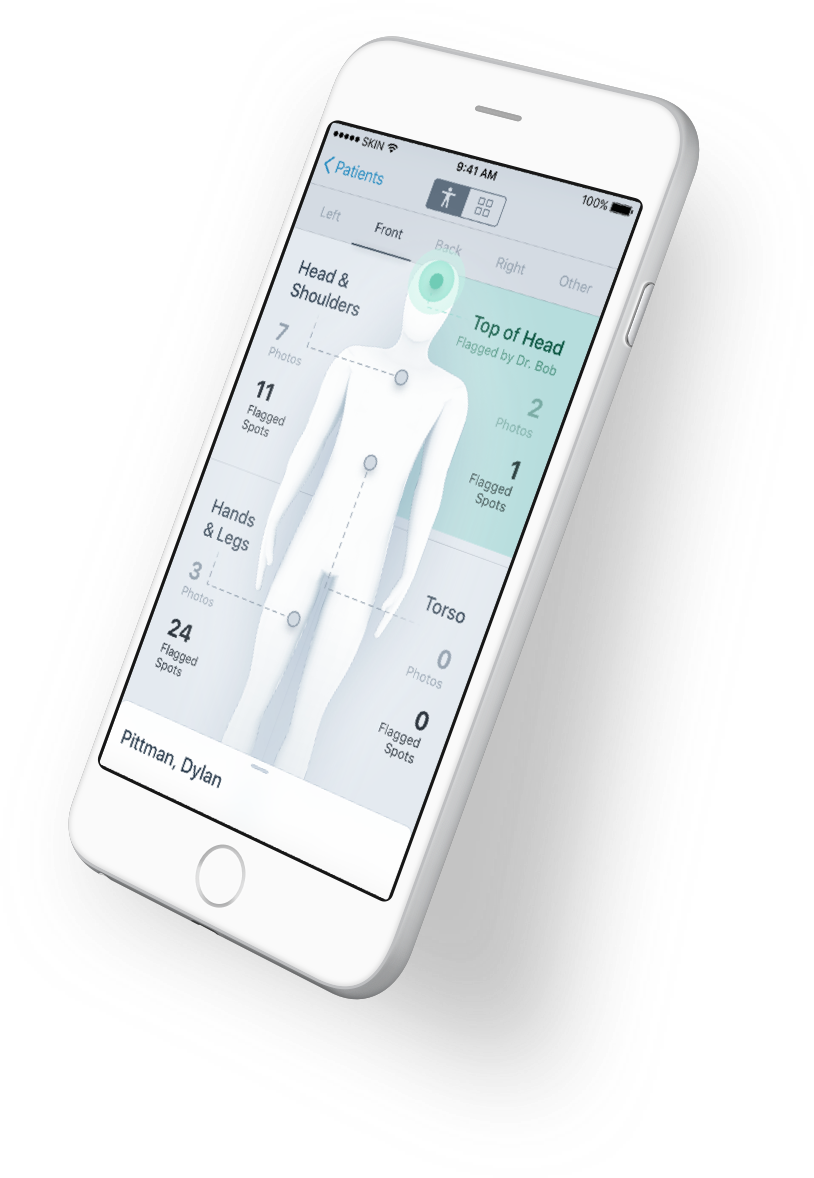 SKIN
9:41 AM
100%
Patients
Left
Front
Back
Right
Other
Head &
Shoulders
7
Photos
11
Flagged
Spots
Top of Head
Flagged by Dr. Bob
2
Photos
1
Flagged
Spots
Hands
& Legs
3
Photos
24
Flagged
Spots
Torso
0
Photos
0
Flagged
Spots
Pittman, Dylan